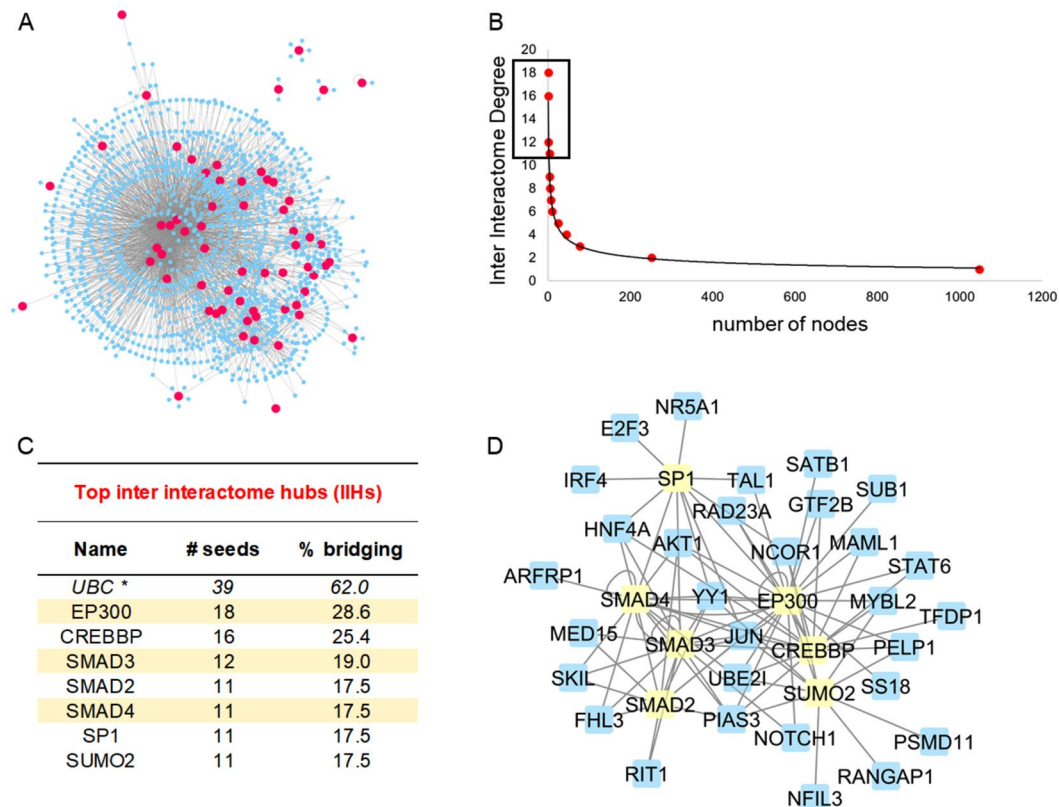 A
B
Inter Interactome Degree
20
18
16
14
12
10
8
6
4
2
0
0 200 400 600 800 1000 1200
number of nodes
C
Top inter interactome hubs (IIHs)
Name # seeds % bridging
UBC * 39 62.0
EP300 18 28.6
CREBBP 16 25.4
SMAD3 12 19.0
SMAD2 11 17.5
SMAD4 11 17.5
SP1 11 17.5
SUMO2 11 17.5
D
NR5A1
E2F3
SATB1
IRF4 SP1 TAL1
SUB1
RAD23A GTF2B
HNF4A
AKT1 NCOR1 MAML1
STAT6
ARFRP1
SMAD4 YY1 EP300 MYBL2
TFDP1
MED15 SMAD3 JUN CREBBP PELP1
SKIL UBE2I SUMO2 SS18
FHL3 SMAD2 PIAS3
NOTCH1 PSMD11
RIT1 RANGAP1
NFIL3